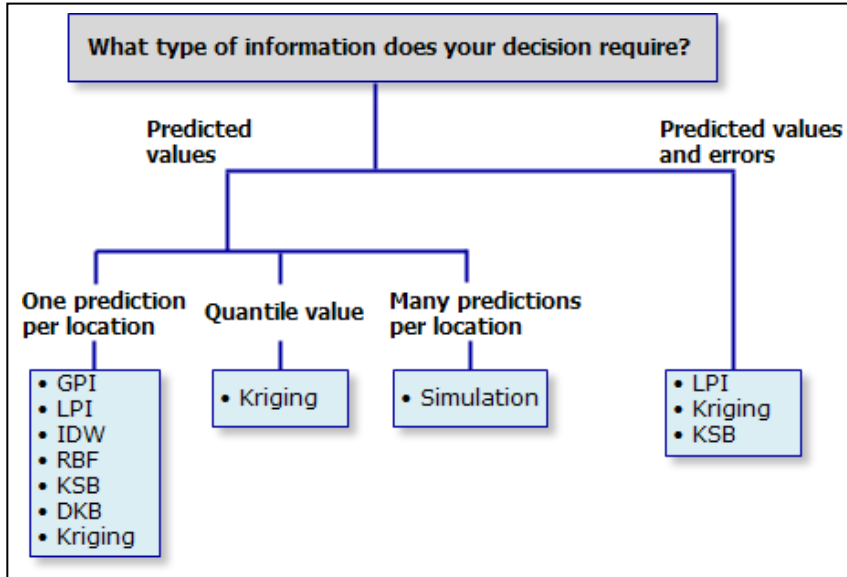 What type of information does your decision require?
Predicted
values
Predicted values
and errors
One prediction
per location
Quantile value
Many predictions
per location
• GPI
• LPI
• IDW
• RBF
• KSB
• DKB
• Kriging
• Kriging
• Simulation
• LPI
• Kriging
• KSB